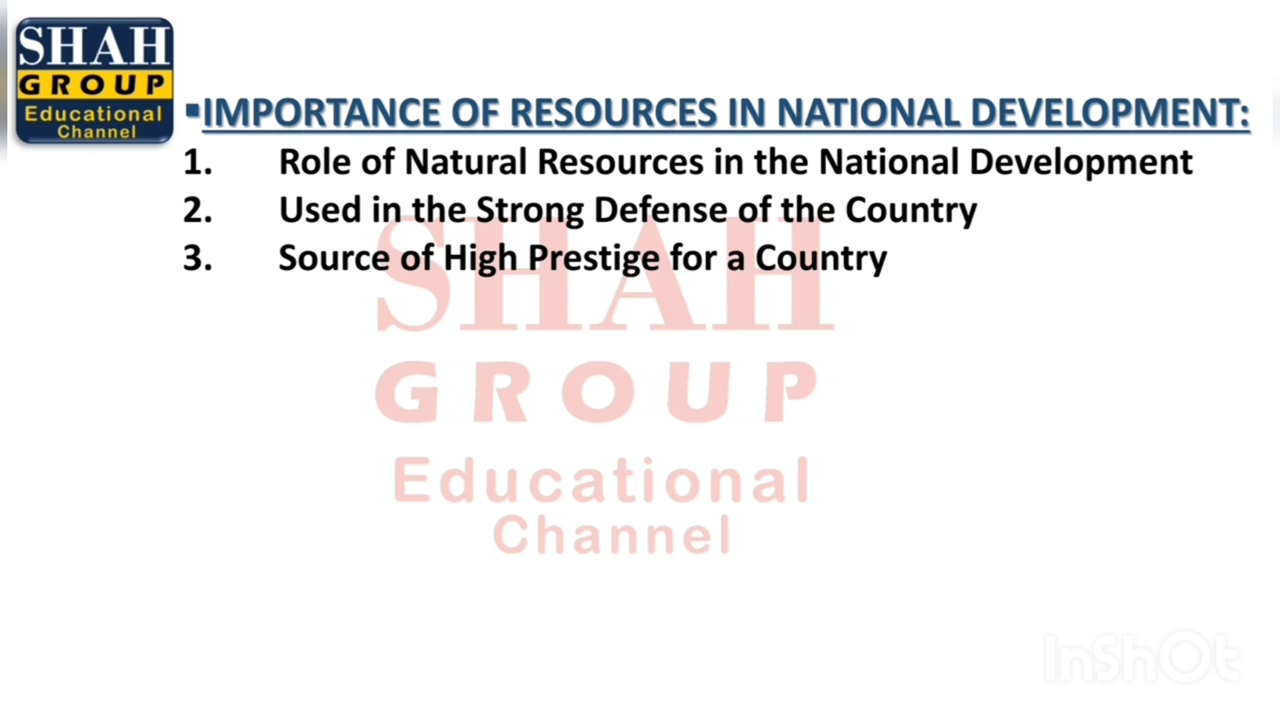 SHAH
GROUP
Educational
Channel
▪IMPORTANCE OF RESOURCES IN NATIONAL DEVELOPMENT:
1. Role of Natural Resources in the National Development
2. Used in the Strong Defense of the Country
3. Source of High Prestige for a Country
SHAH
GROUP
Educational
Channel
InShOt